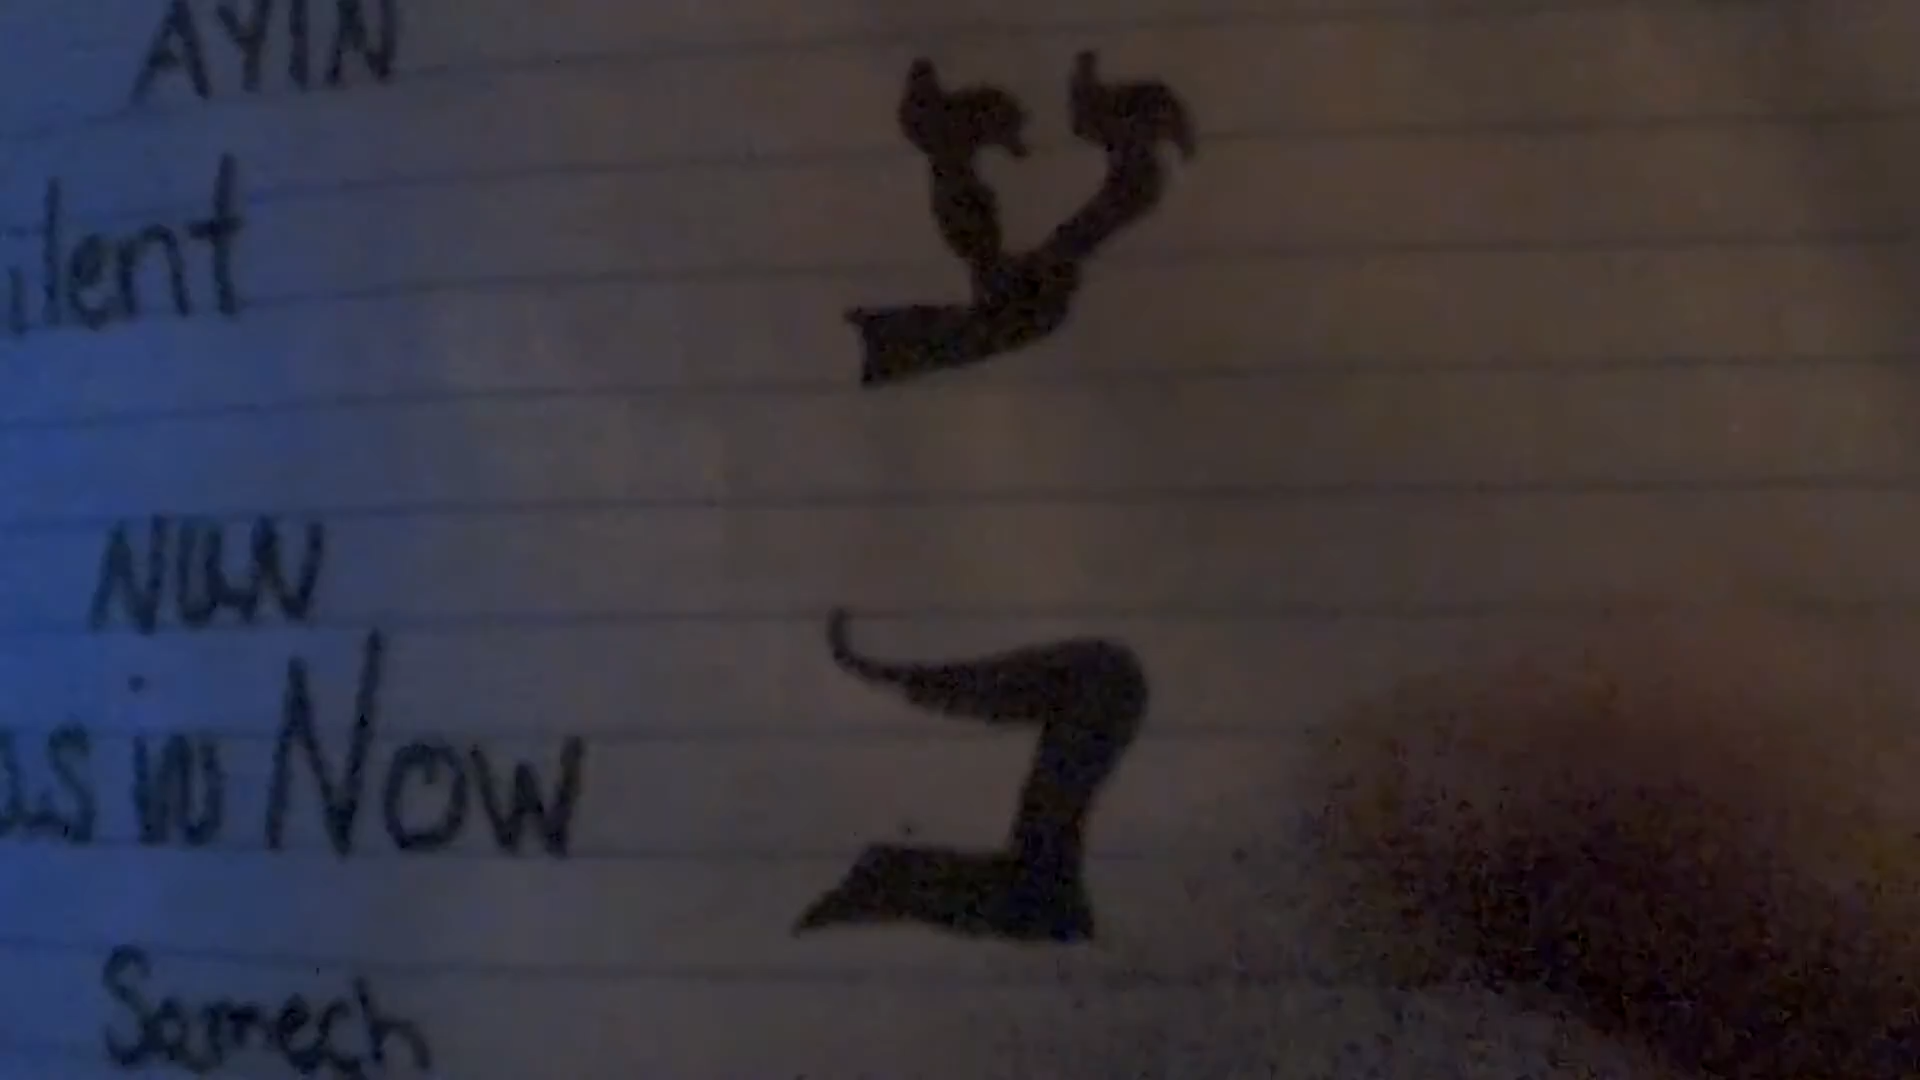 AYIN ע
ilent
NUN
as in Now נ
Samech